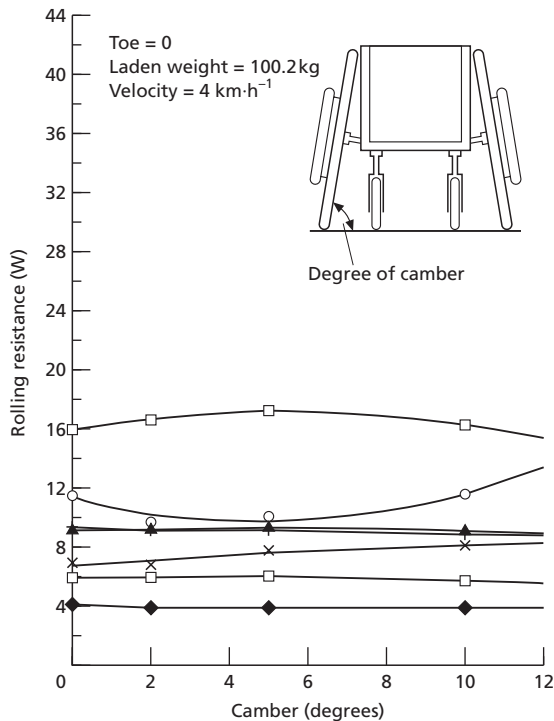 44
40
36
32
28
24
20
16
12
8
4
0
Rolling resistance (W)
Toe = 0
Laden weight = 100.2 kg
Velocity = 4 km·h⁻¹
Degree of camber
0 2 4 6 8 10 12
Camber (degrees)